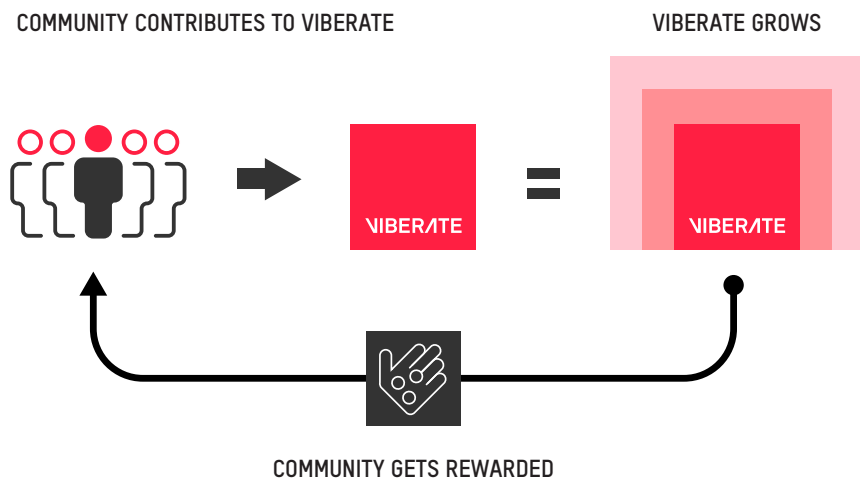 COMMUNITY CONTRIBUTES TO VIBERATE
VIBERATE GROWS
VIBERATE
VIBERATE
COMMUNITY GETS REWARDED